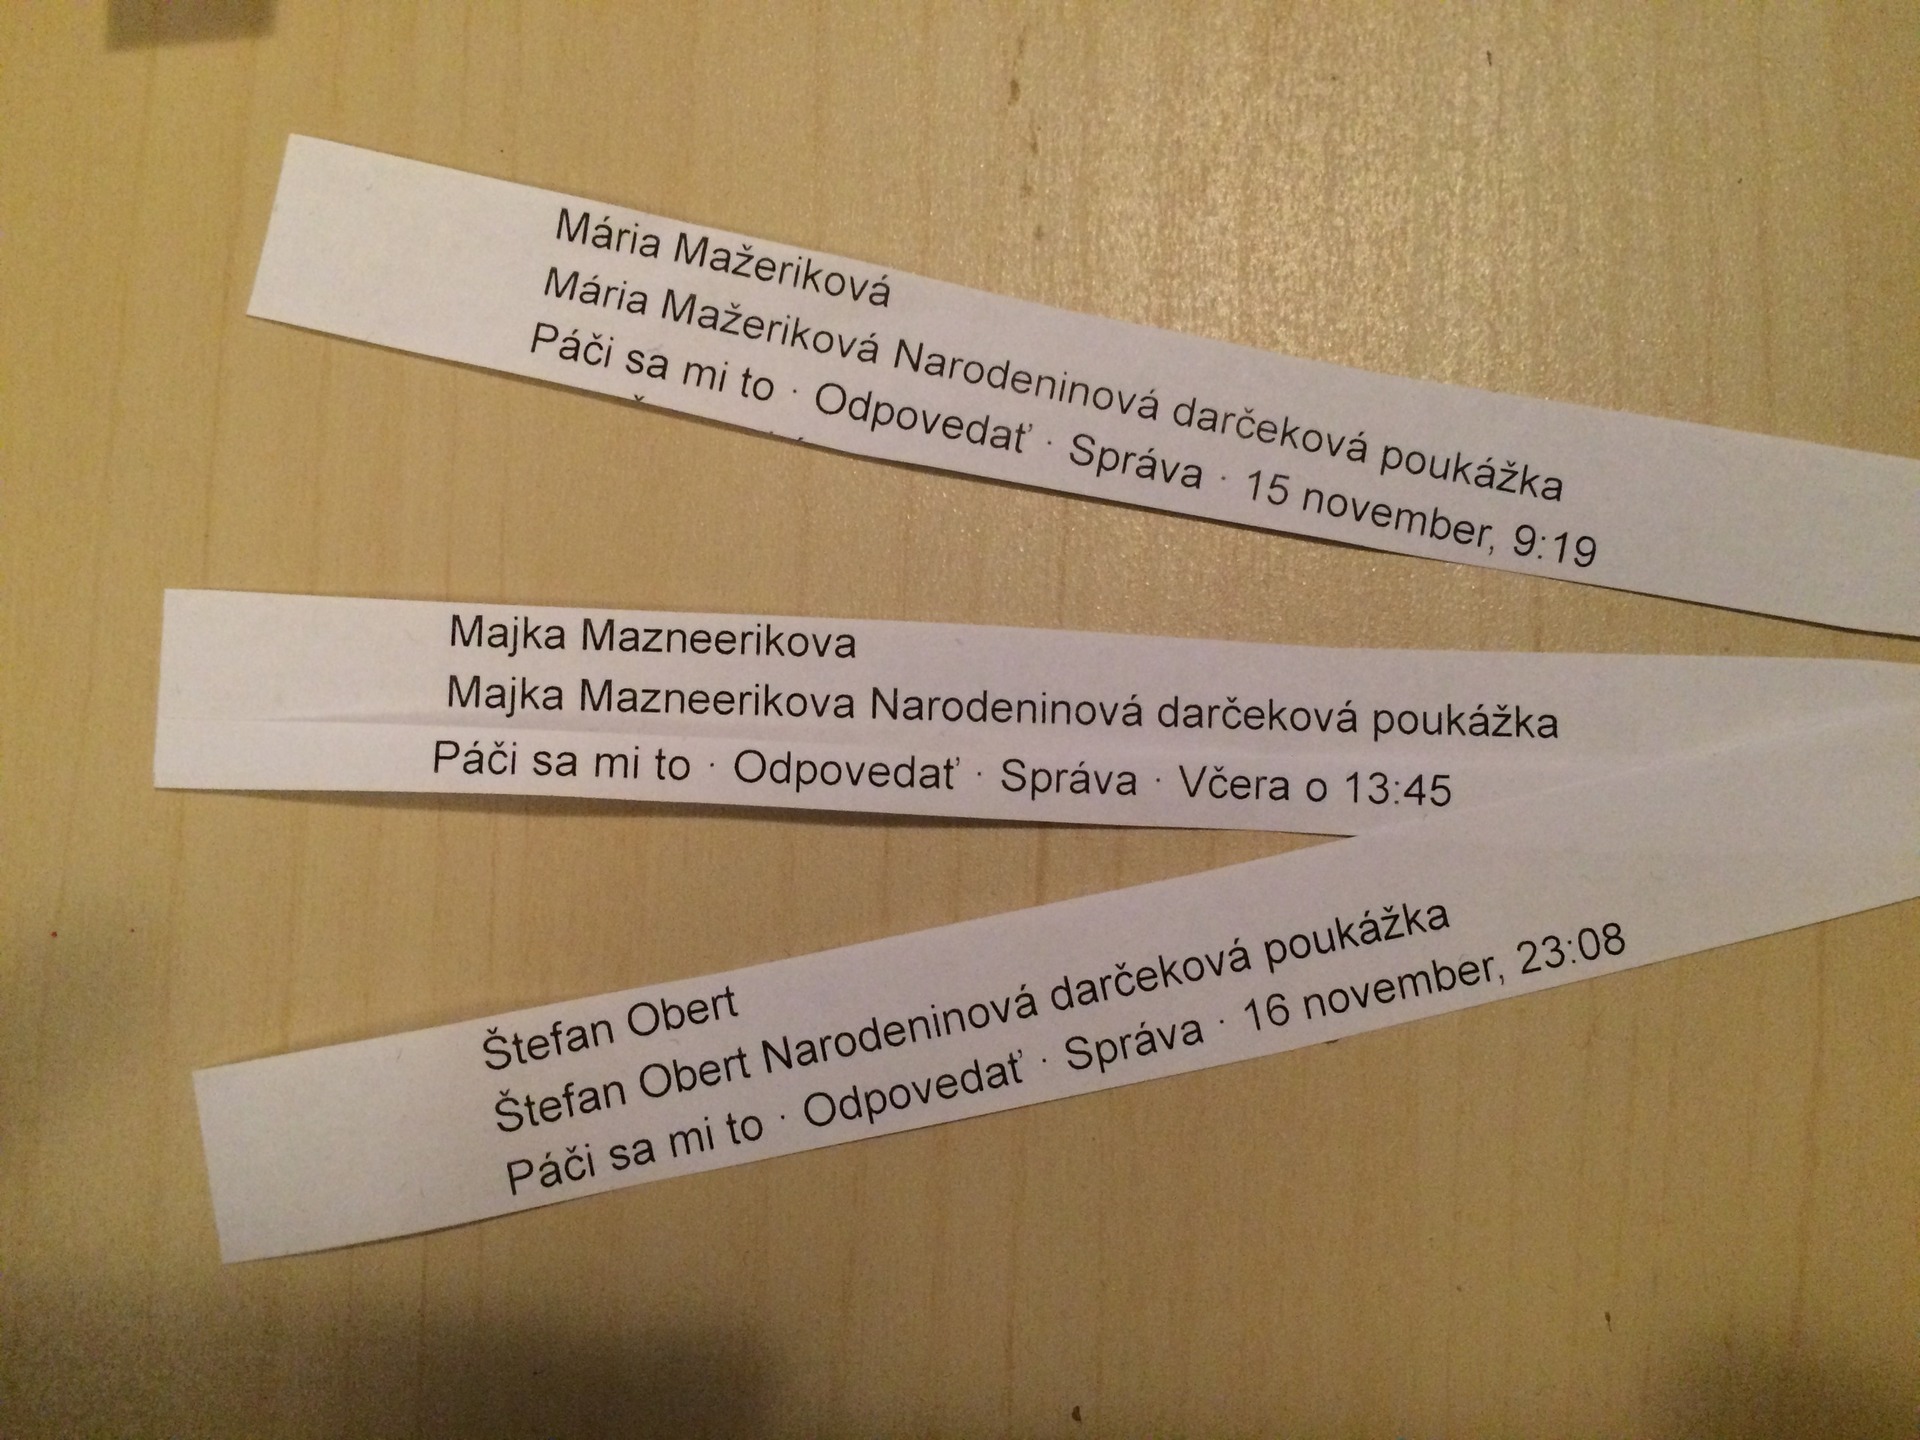 Mária Mažeriková
Mária Mažeriková Narodeninová darčeková poukážka
Páči sa mi to · Odpovedať · Správa · 15 november, 9:19
Majka Mazneerikova
Majka Mazneerikova Narodeninová darčeková poukážka
Páči sa mi to · Odpovedať · Správa · Včera o 13:45
Štefan Obert
Štefan Obert Narodeninová darčeková poukážka
Páči sa mi to · Odpovedať · Správa · 16 november, 23:08